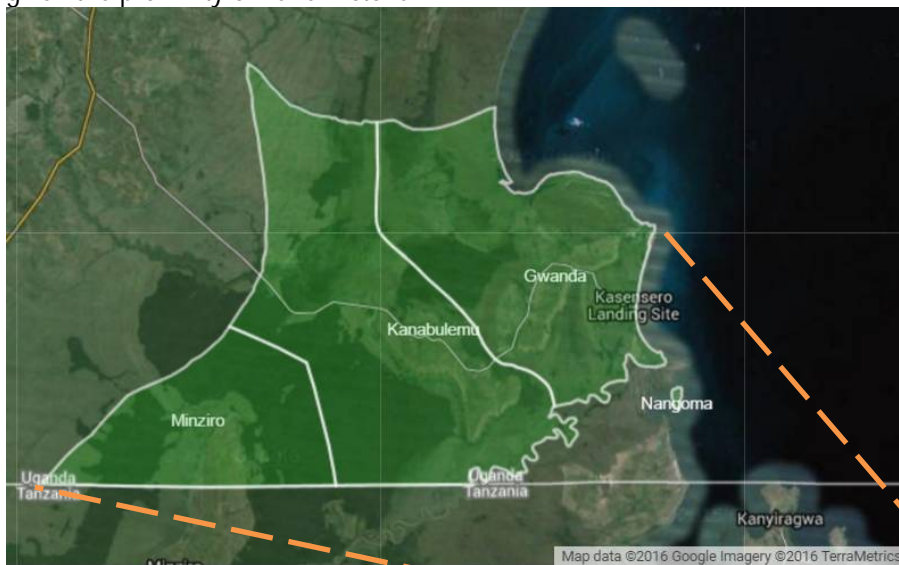 Gwanda
Kasensero
Landing Site
Kanabulemu
Nangoma
Minziro
Uganda
Tanzania
Uganda
Tanzania
Kanyiragwa
Map data ©2016 Google Imagery ©2016 TerraMetrics